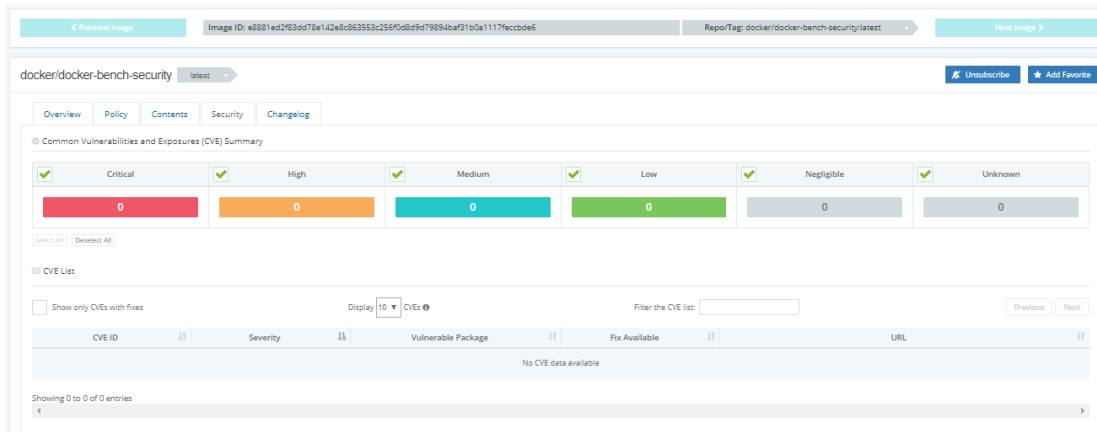 Previous Image
Image ID: e8881ed2f83dd78e142e8c863553c256f0d8d9d79894baf31b0a1117feccbde6
Repo/Tag: docker/docker-bench-security:latest
Next Image
docker/docker-bench-security latest
Unsubscribe Add Favorite
Overview Policy Contents Security Changelog
Common Vulnerabilities and Exposures (CVE) Summary
Critical High Medium Low Negligible Unknown
0 0 0 0 0 0
Select All Deselect All
CVE List
Show only CVEs with fixes Display 10 CVEs Filter the CVE list: Previous Next
CVE ID Severity Vulnerable Package Fix Available URL
No CVE data available
Showing 0 to 0 of 0 entries